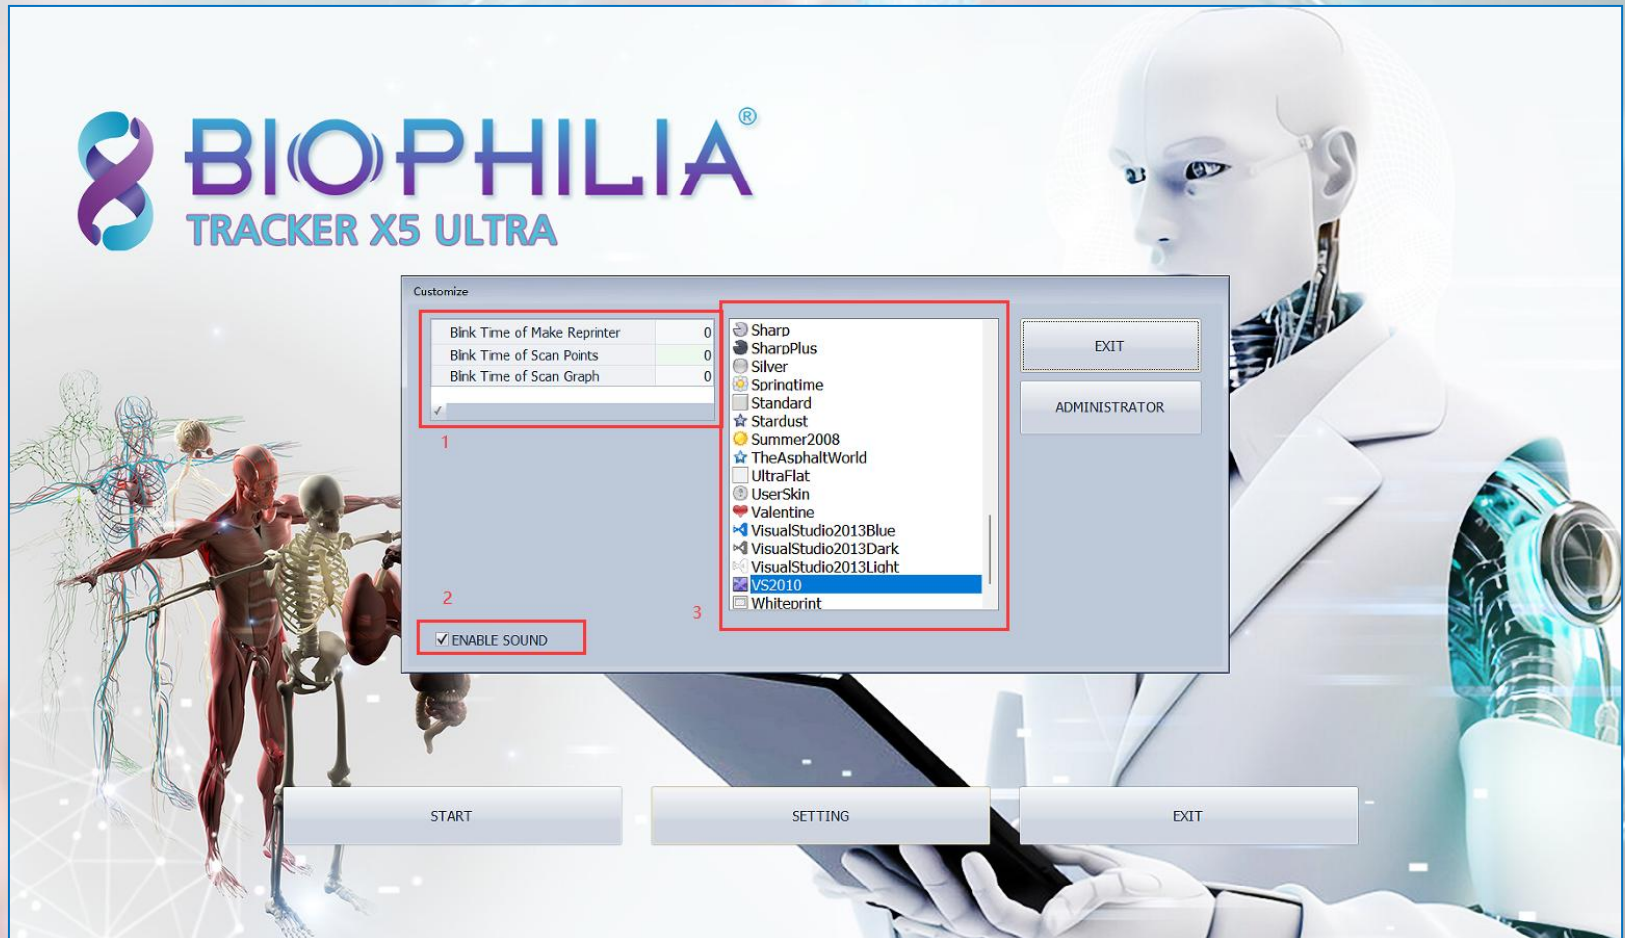 BIOPHILIA®
TRACKER X5 ULTRA
Customize
Blink Time of Make Reprinter 0
Blink Time of Scan Points 0
Blink Time of Scan Graph 0
1
2
ENABLE SOUND
Sharp
SharpPlus
Silver
Springtime
Standard
Stardust
Summer2008
TheAsphaltWorld
UltraFlat
UserSkin
Valentine
VisualStudio2013Blue
VisualStudio2013Dark
VisualStudio2013Light
VS2010
Whiteprint
3
EXIT
ADMINISTRATOR
START
SETTING
EXIT